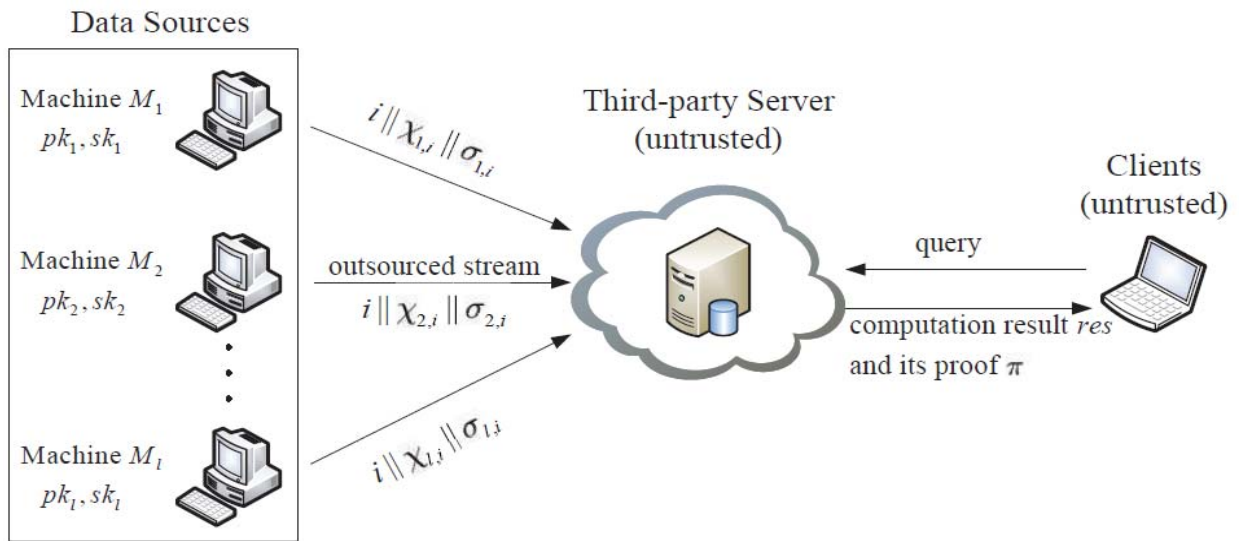 Data Sources
Machine M₁
pk₁, sk₁
Machine M₂
pk₂, sk₂
Machine Mₗ
pkₗ, skₗ
i || χ₁,ᵢ || σ₁,ᵢ
outsourced stream
i || χ₂,ᵢ || σ₂,ᵢ
i || χₗ,ᵢ || σₗ,ᵢ
Third-party Server
(untrusted)
Clients
(untrusted)
query
computation result res
and its proof π